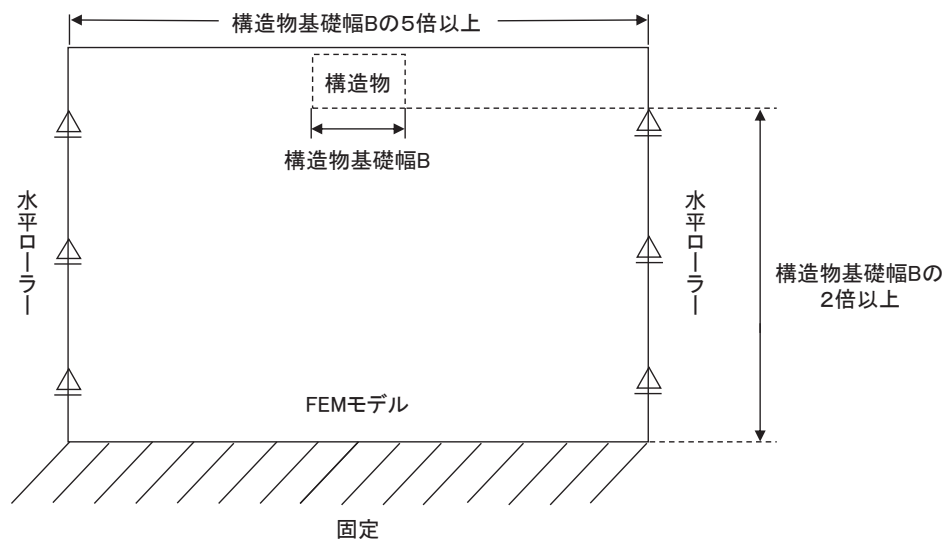 構造物基礎幅Bの5倍以上
構造物
構造物基礎幅B
水平ローラー
水平ローラー
構造物基礎幅Bの
2倍以上
FEMモデル
固定